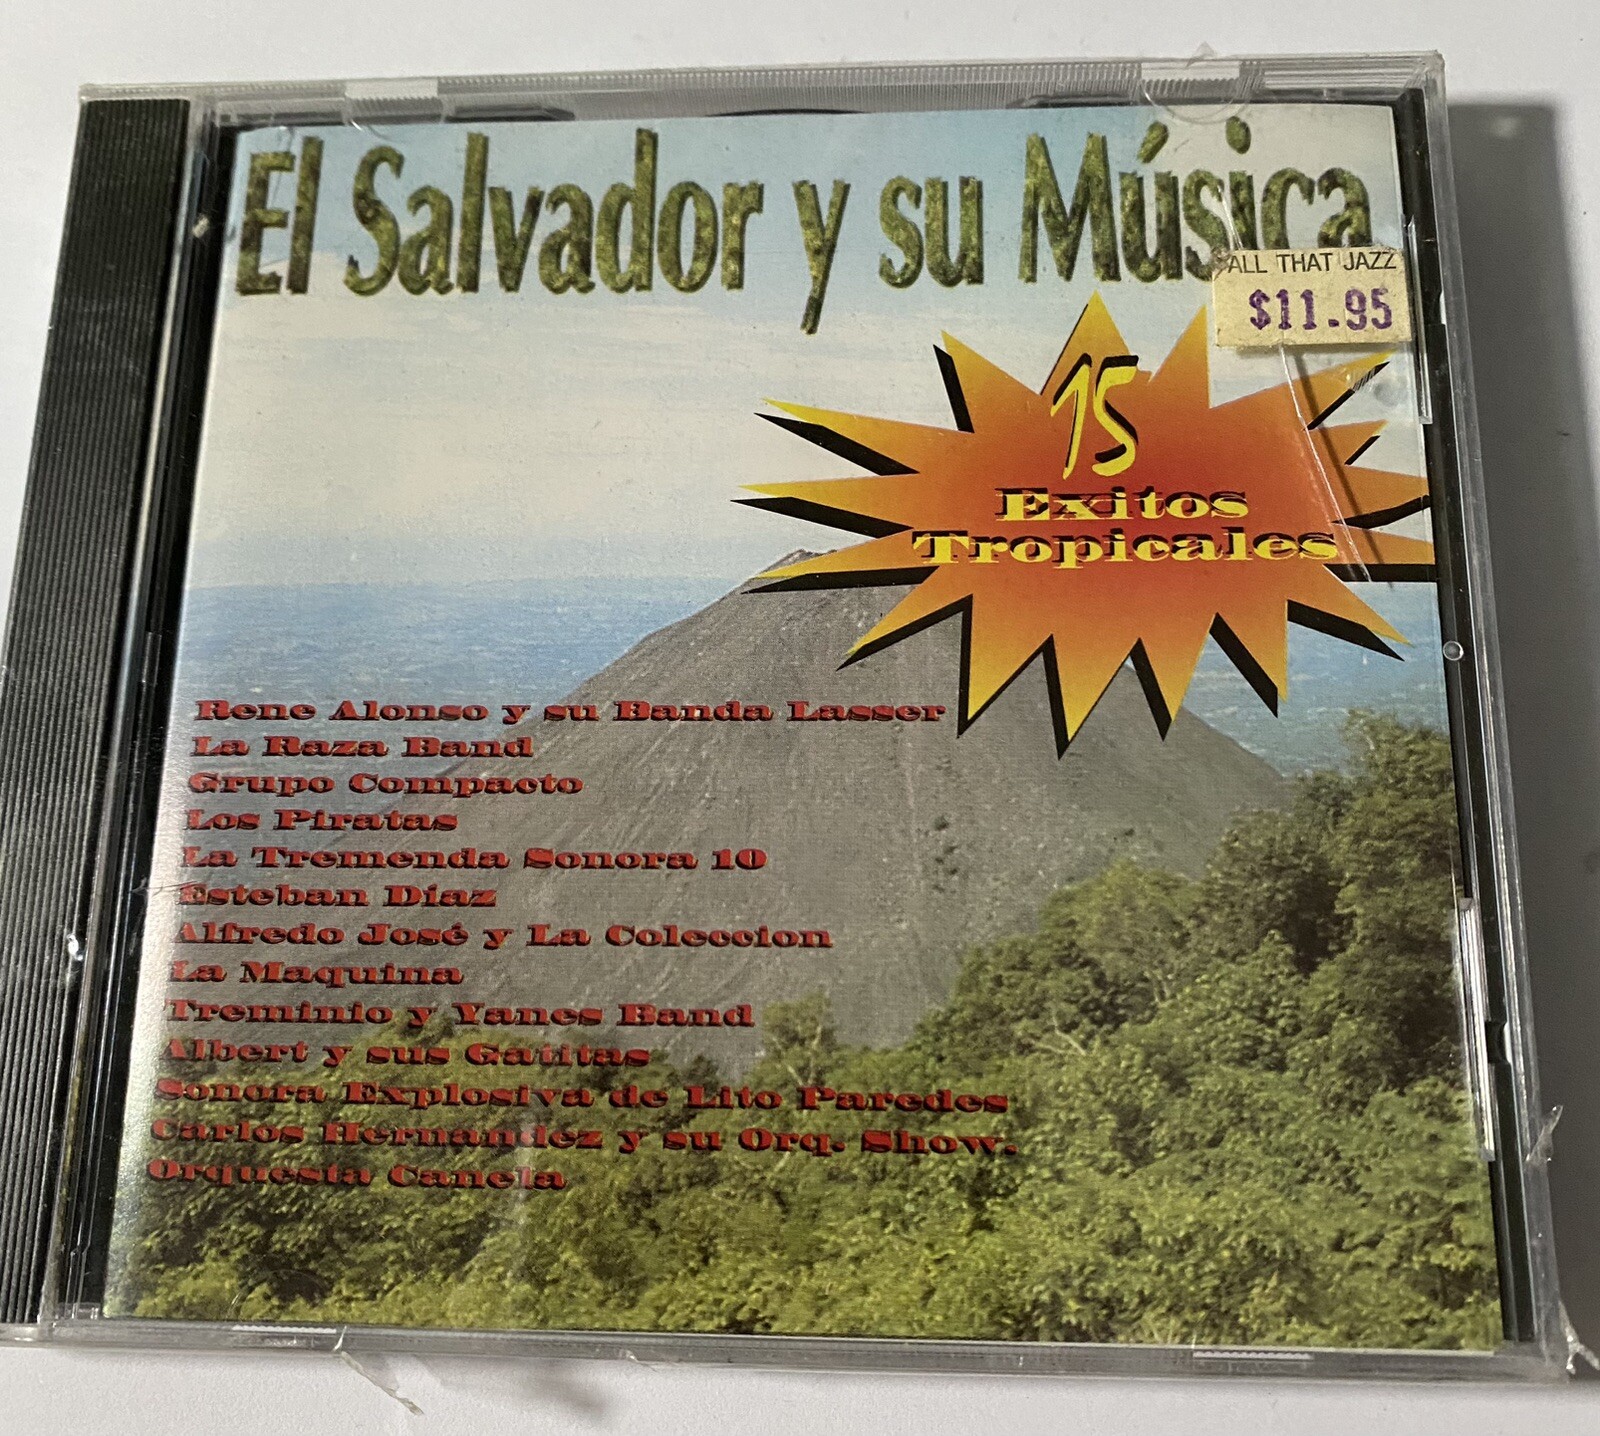 El Salvador y su Música
ALL THAT JAZZ
$11.95
15
Exitos
Tropicales
Rene Alonso y su Banda Lasser
La Raza Band
Grupo Compacto
Los Piratas
La Tremenda Sonora 10
Esteban Diaz
Alfredo José y La Coleccion
La Maquina
Treminio y Yanes Band
Albert y sus Gatitas
Sonora Explosiva de Lito Paredes
Carlos Hernandez y su Orq. Show.
Orquesta Canela